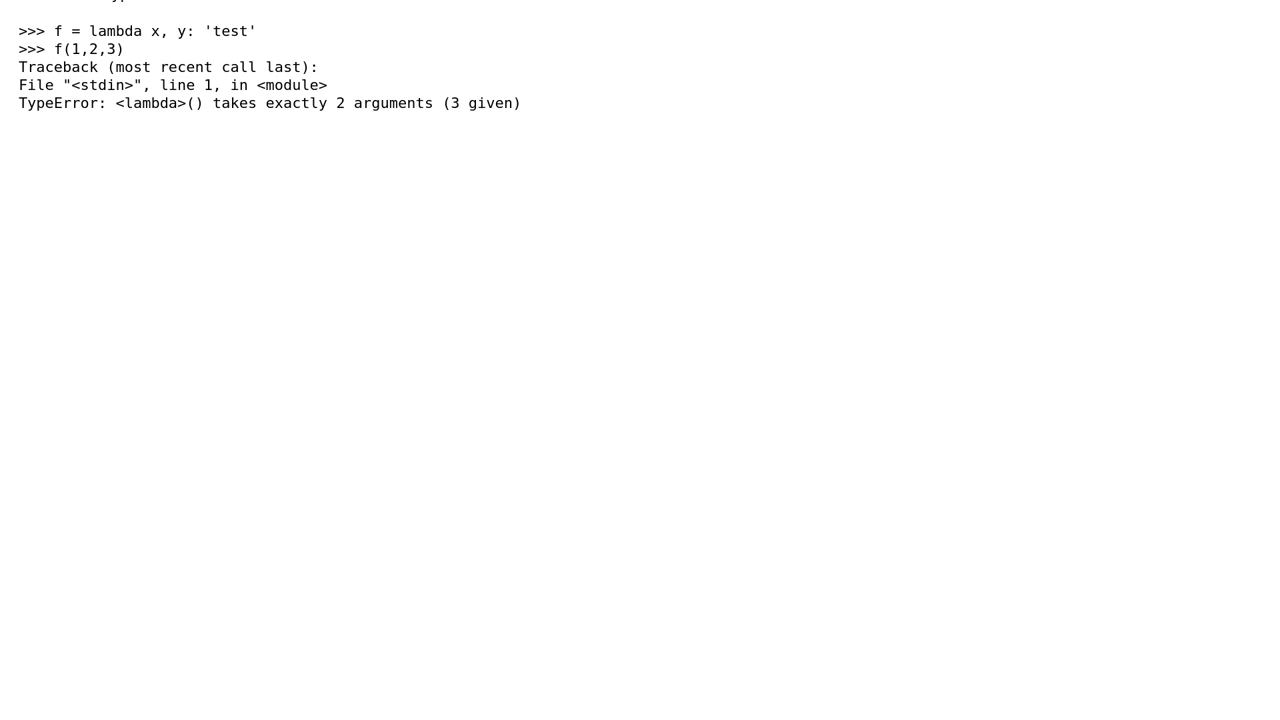 >>> f = lambda x, y: 'test'
>>> f(1,2,3)
Traceback (most recent call last):
File "<stdin>", line 1, in <module>
TypeError: <lambda>() takes exactly 2 arguments (3 given)